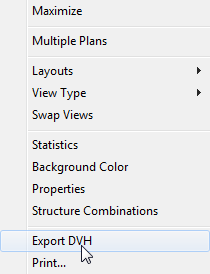 Maximize
Multiple Plans
Layouts
View Type
Swap Views
Statistics
Background Color
Properties
Structure Combinations
Export DVH
Print...